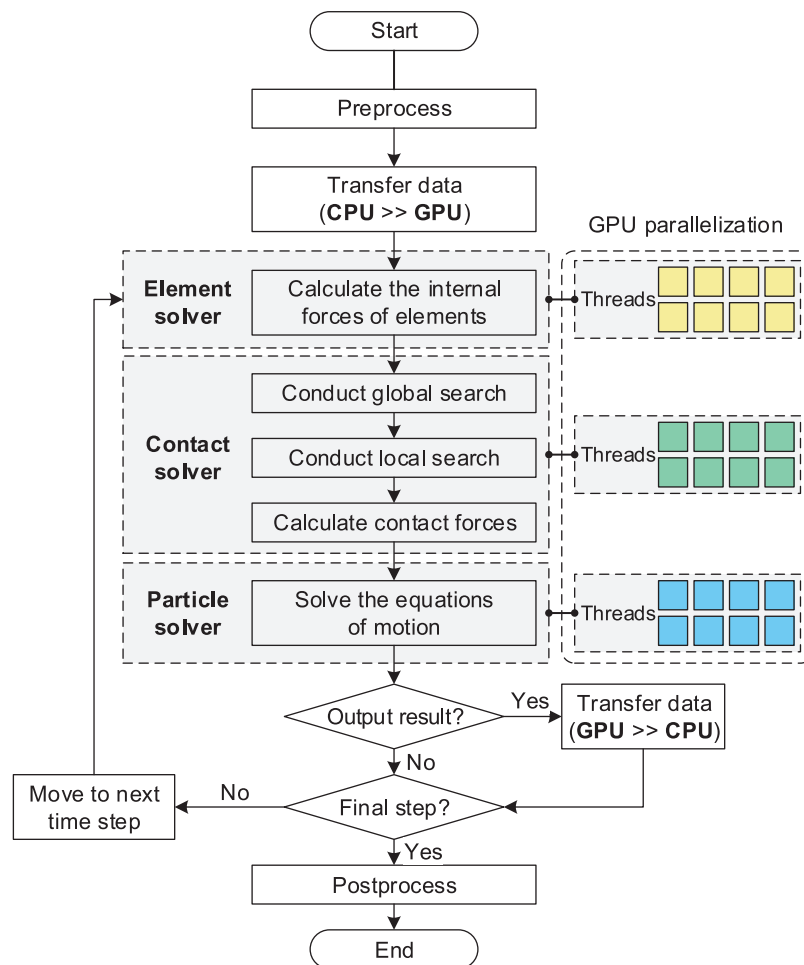 Start
Preprocess
Transfer data
(CPU >> GPU)
GPU parallelization
Element
solver
Calculate the internal
forces of elements
Threads
Conduct global search
Contact
solver
Conduct local search
Threads
Calculate contact forces
Particle
solver
Solve the equations
of motion
Threads
Output result?
Yes
Transfer data
(GPU >> CPU)
No
Move to next
time step
No
Final step?
Yes
Postprocess
End